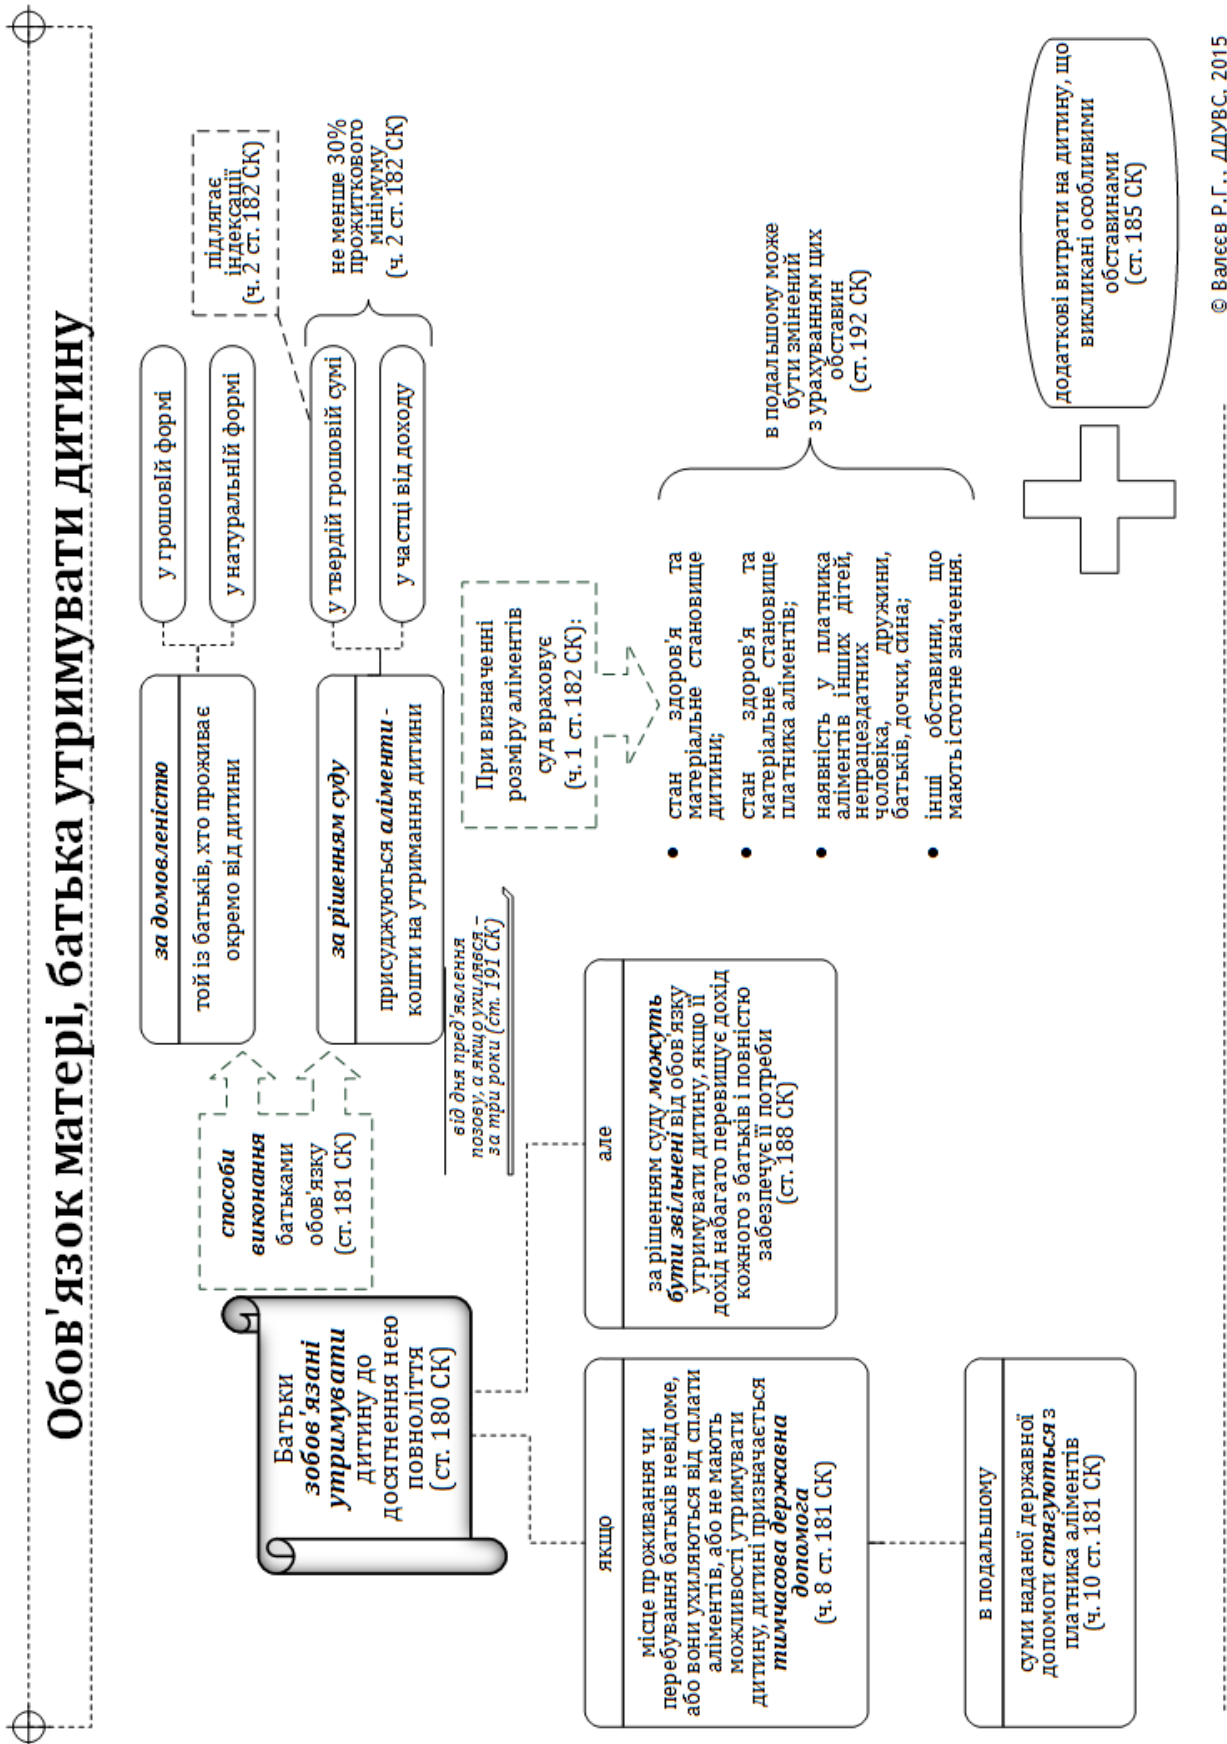 Обов'язок матері, батька утримувати дитину
Батьки
зобов'язані
утримувати
дитину до
досягнення нею
повноліття
(ст. 180 СК)
способи
виконання
батьками
обов'язку
(ст. 181 СК)
за домовленістю
той із батьків, хто проживає
окремо від дитини
у грошовій формі
у натуральній формі
за рішенням суду
присуджуються аліменти -
кошти на утримання дитини
у твердій грошовій сумі
у частці від доходу
підлягає
індексації
(ч. 2 ст. 182 СК)
не менше 30%
прожиткового
мінімуму
(ч. 2 ст. 182 СК)
від дня пред'явлення
позову, а якщо ухилявся –
за три роки (ст. 191 СК)
При визначенні
розміру аліментів
суд враховує
(ч. 1 ст. 182 СК):
• стан здоров'я та
матеріальне становище
дитини;
• стан здоров'я та
матеріальне становище
платника аліментів;
• наявність у платника
аліментів інших дітей,
непрацездатних
чоловіка, дружини,
батьків, дочки, сина;
• інші обставини, що
мають істотне значення.
в подальшому може
бути змінений
з урахуванням цих
обставин
(ст. 192 СК)
якщо
місце проживання чи
перебування батьків невідоме,
або вони ухиляються від сплати
аліментів, або не мають
можливості утримувати
дитину, дитині призначається
тимчасова державна
допомога
(ч. 8 ст. 181 СК)
але
за рішенням суду можуть
бути звільнені від обов'язку
утримувати дитину, якщо її
дохід набагато перевищує дохід
кожного з батьків і повністю
забезпечує її потреби
(ст. 188 СК)
в подальшому
суми наданої державної
допомоги стягуються з
платника аліментів
(ч. 10 ст. 181 СК)
додаткові витрати на дитину, що
викликані особливими
обставинами
(ст. 185 СК)
© Валєєв Р.Г., ДДУВС, 2015